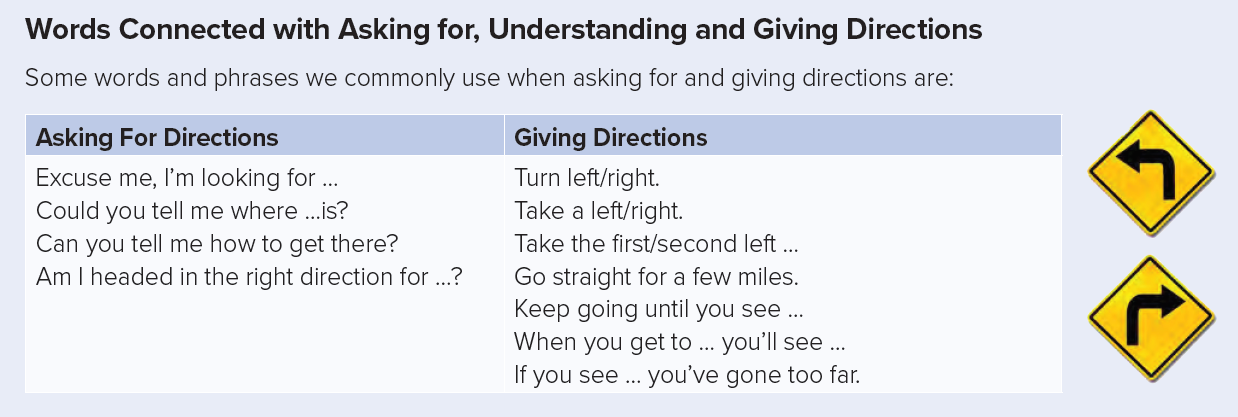 Words Connected with Asking for, Understanding and Giving Directions
Some words and phrases we commonly use when asking for and giving directions are:
Asking For Directions
Excuse me, I’m looking for ...
Could you tell me where ...is?
Can you tell me how to get there?
Am I headed in the right direction for ...?
Giving Directions
Turn left/right.
Take a left/right.
Take the first/second left ...
Go straight for a few miles.
Keep going until you see ...
When you get to ... you’ll see ...
If you see ... you’ve gone too far.